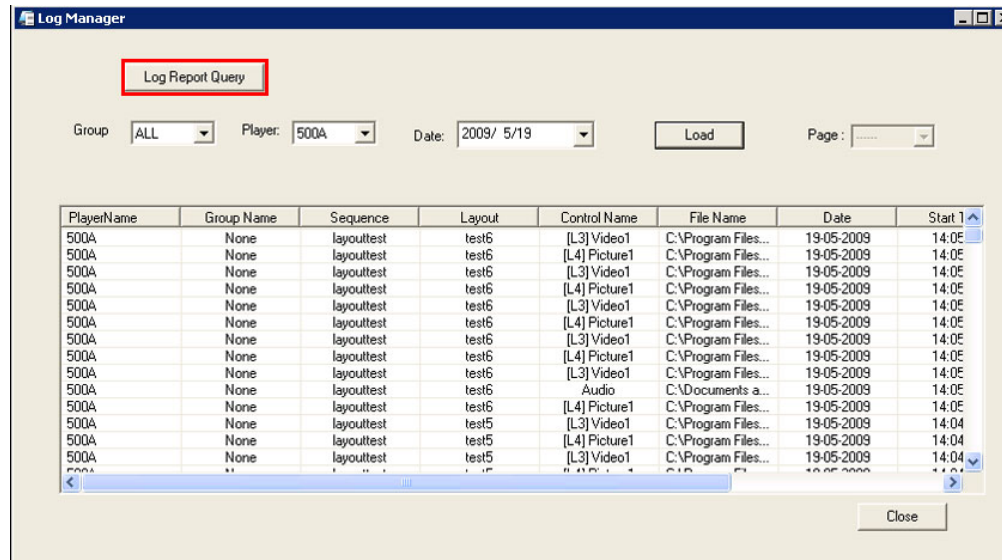 Log Manager
Log Report Query
Group ALL Player: 500A Date: 2009/ 5/19 Load Page : ......
PlayerName Group Name Sequence Layout Control Name File Name Date Start
500A None layouttest test6 [L3] Video1 C:\Program Files... 19-05-2009 14:05
500A None layouttest test6 [L4] Picture1 C:\Program Files... 19-05-2009 14:05
500A None layouttest test6 [L3] Video1 C:\Program Files... 19-05-2009 14:05
500A None layouttest test6 [L4] Picture1 C:\Program Files... 19-05-2009 14:05
500A None layouttest test6 [L3] Video1 C:\Program Files... 19-05-2009 14:05
500A None layouttest test6 [L4] Picture1 C:\Program Files... 19-05-2009 14:05
500A None layouttest test6 [L3] Video1 C:\Program Files... 19-05-2009 14:05
500A None layouttest test6 [L4] Picture1 C:\Program Files... 19-05-2009 14:05
500A None layouttest test6 [L3] Video1 C:\Program Files... 19-05-2009 14:05
500A None layouttest test6 Audio C:\Documents a... 19-05-2009 14:05
500A None layouttest test6 [L4] Picture1 C:\Program Files... 19-05-2009 14:05
500A None layouttest test5 [L3] Video1 C:\Program Files... 19-05-2009 14:04
500A None layouttest test5 [L4] Picture1 C:\Program Files... 19-05-2009 14:04
500A None layouttest test5 [L3] Video1 C:\Program Files... 19-05-2009 14:04
Close